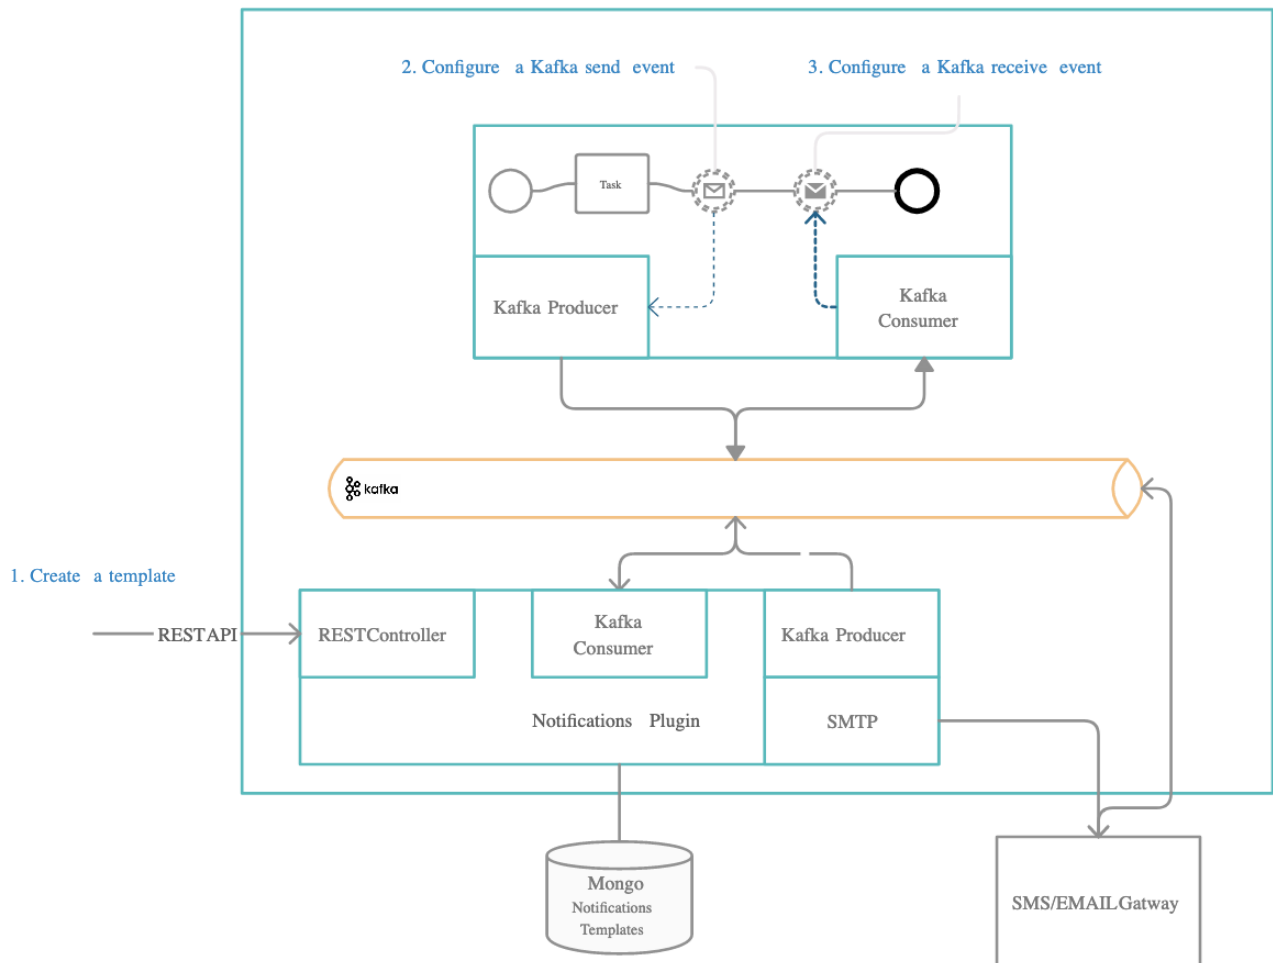 2. Configure a Kafka send event
3. Configure a Kafka receive event
Task
Kafka Producer
Kafka
Consumer
kafka
1. Create a template
RESTAPI
RESTController
Kafka
Consumer
Kafka Producer
Notifications Plugin
SMTP
Mongo
Notifications
Templates
SMS/EMAILGatway